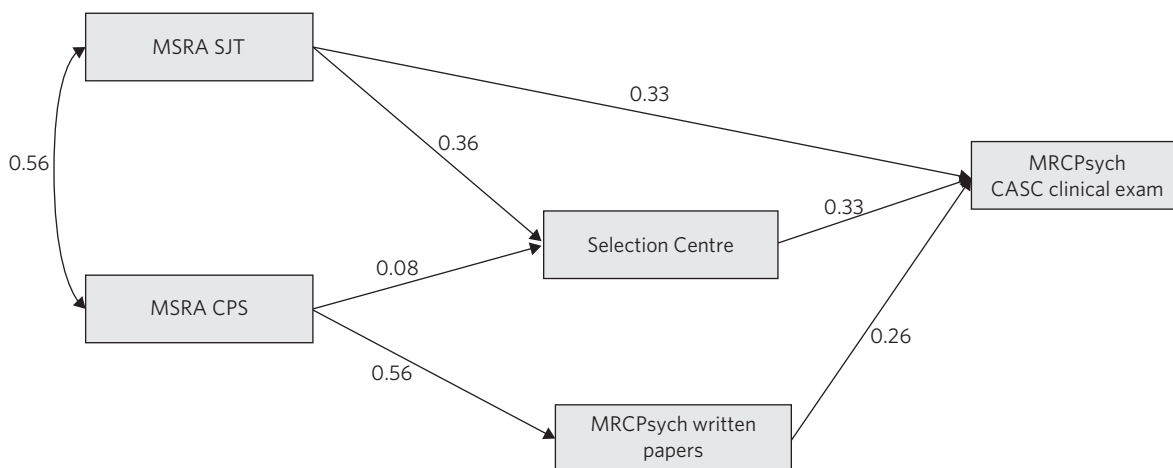 MSRA SJT
0.33
0.36
0.56
MRCPsych
CASC clinical exam
0.33
Selection Centre
0.08
MSRA CPS
0.26
0.56
MRCPsych written
papers